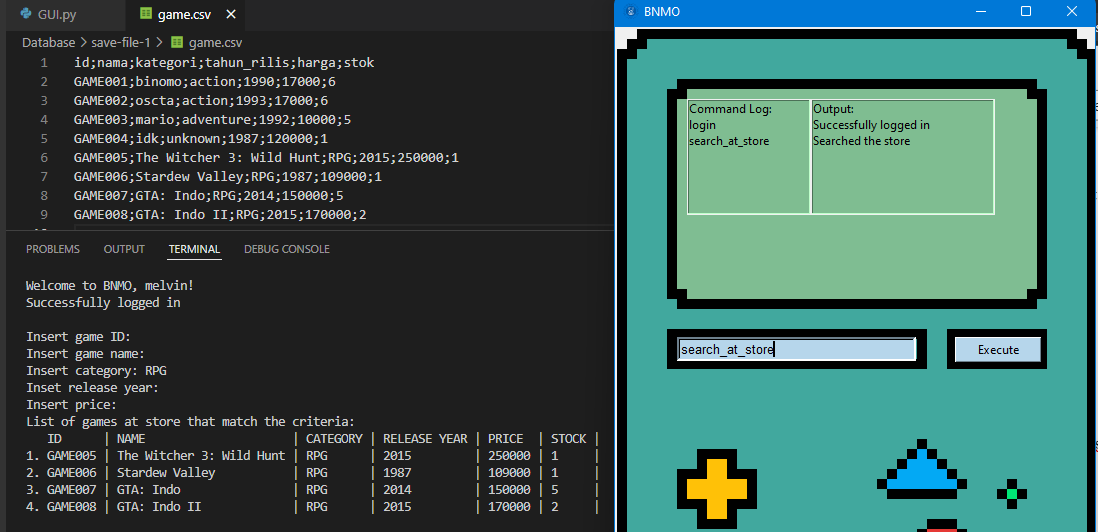 GUI.py
game.csv
Database > save-file-1 > game.csv
1 id;nama;kategori;tahun_rilis;harga;stok
2 GAME001;binomo;action;1990;17000;6
3 GAME002;oscta;action;1993;17000;6
4 GAME003;mario;adventure;1992;10000;5
5 GAME004;idk;unknown;1987;120000;1
6 GAME005;The Witcher 3: Wild Hunt;RPG;2015;250000;1
7 GAME006;Stardew Valley;RPG;1987;109000;1
8 GAME007;GTA: Indo;RPG;2014;150000;5
9 GAME008;GTA: Indo II;RPG;2015;170000;2
PROBLEMS OUTPUT TERMINAL DEBUG CONSOLE
Welcome to BNMO, melvin!
Successfully logged in
Insert game ID:
Insert game name:
Insert category: RPG
Inset release year:
Insert price:
List of games at store that match the criteria:
ID | NAME | CATEGORY | RELEASE YEAR | PRICE | STOCK |
1. GAME005 | The Witcher 3: Wild Hunt | RPG | 2015 | 250000 | 1 |
2. GAME006 | Stardew Valley | RPG | 1987 | 109000 | 1 |
3. GAME007 | GTA: Indo | RPG | 2014 | 150000 | 5 |
4. GAME008 | GTA: Indo II | RPG | 2015 | 170000 | 2 |
BNMO
Command Log:
login
search_at_store
Output:
Successfully logged in
Searched the store
search_at_store
Execute